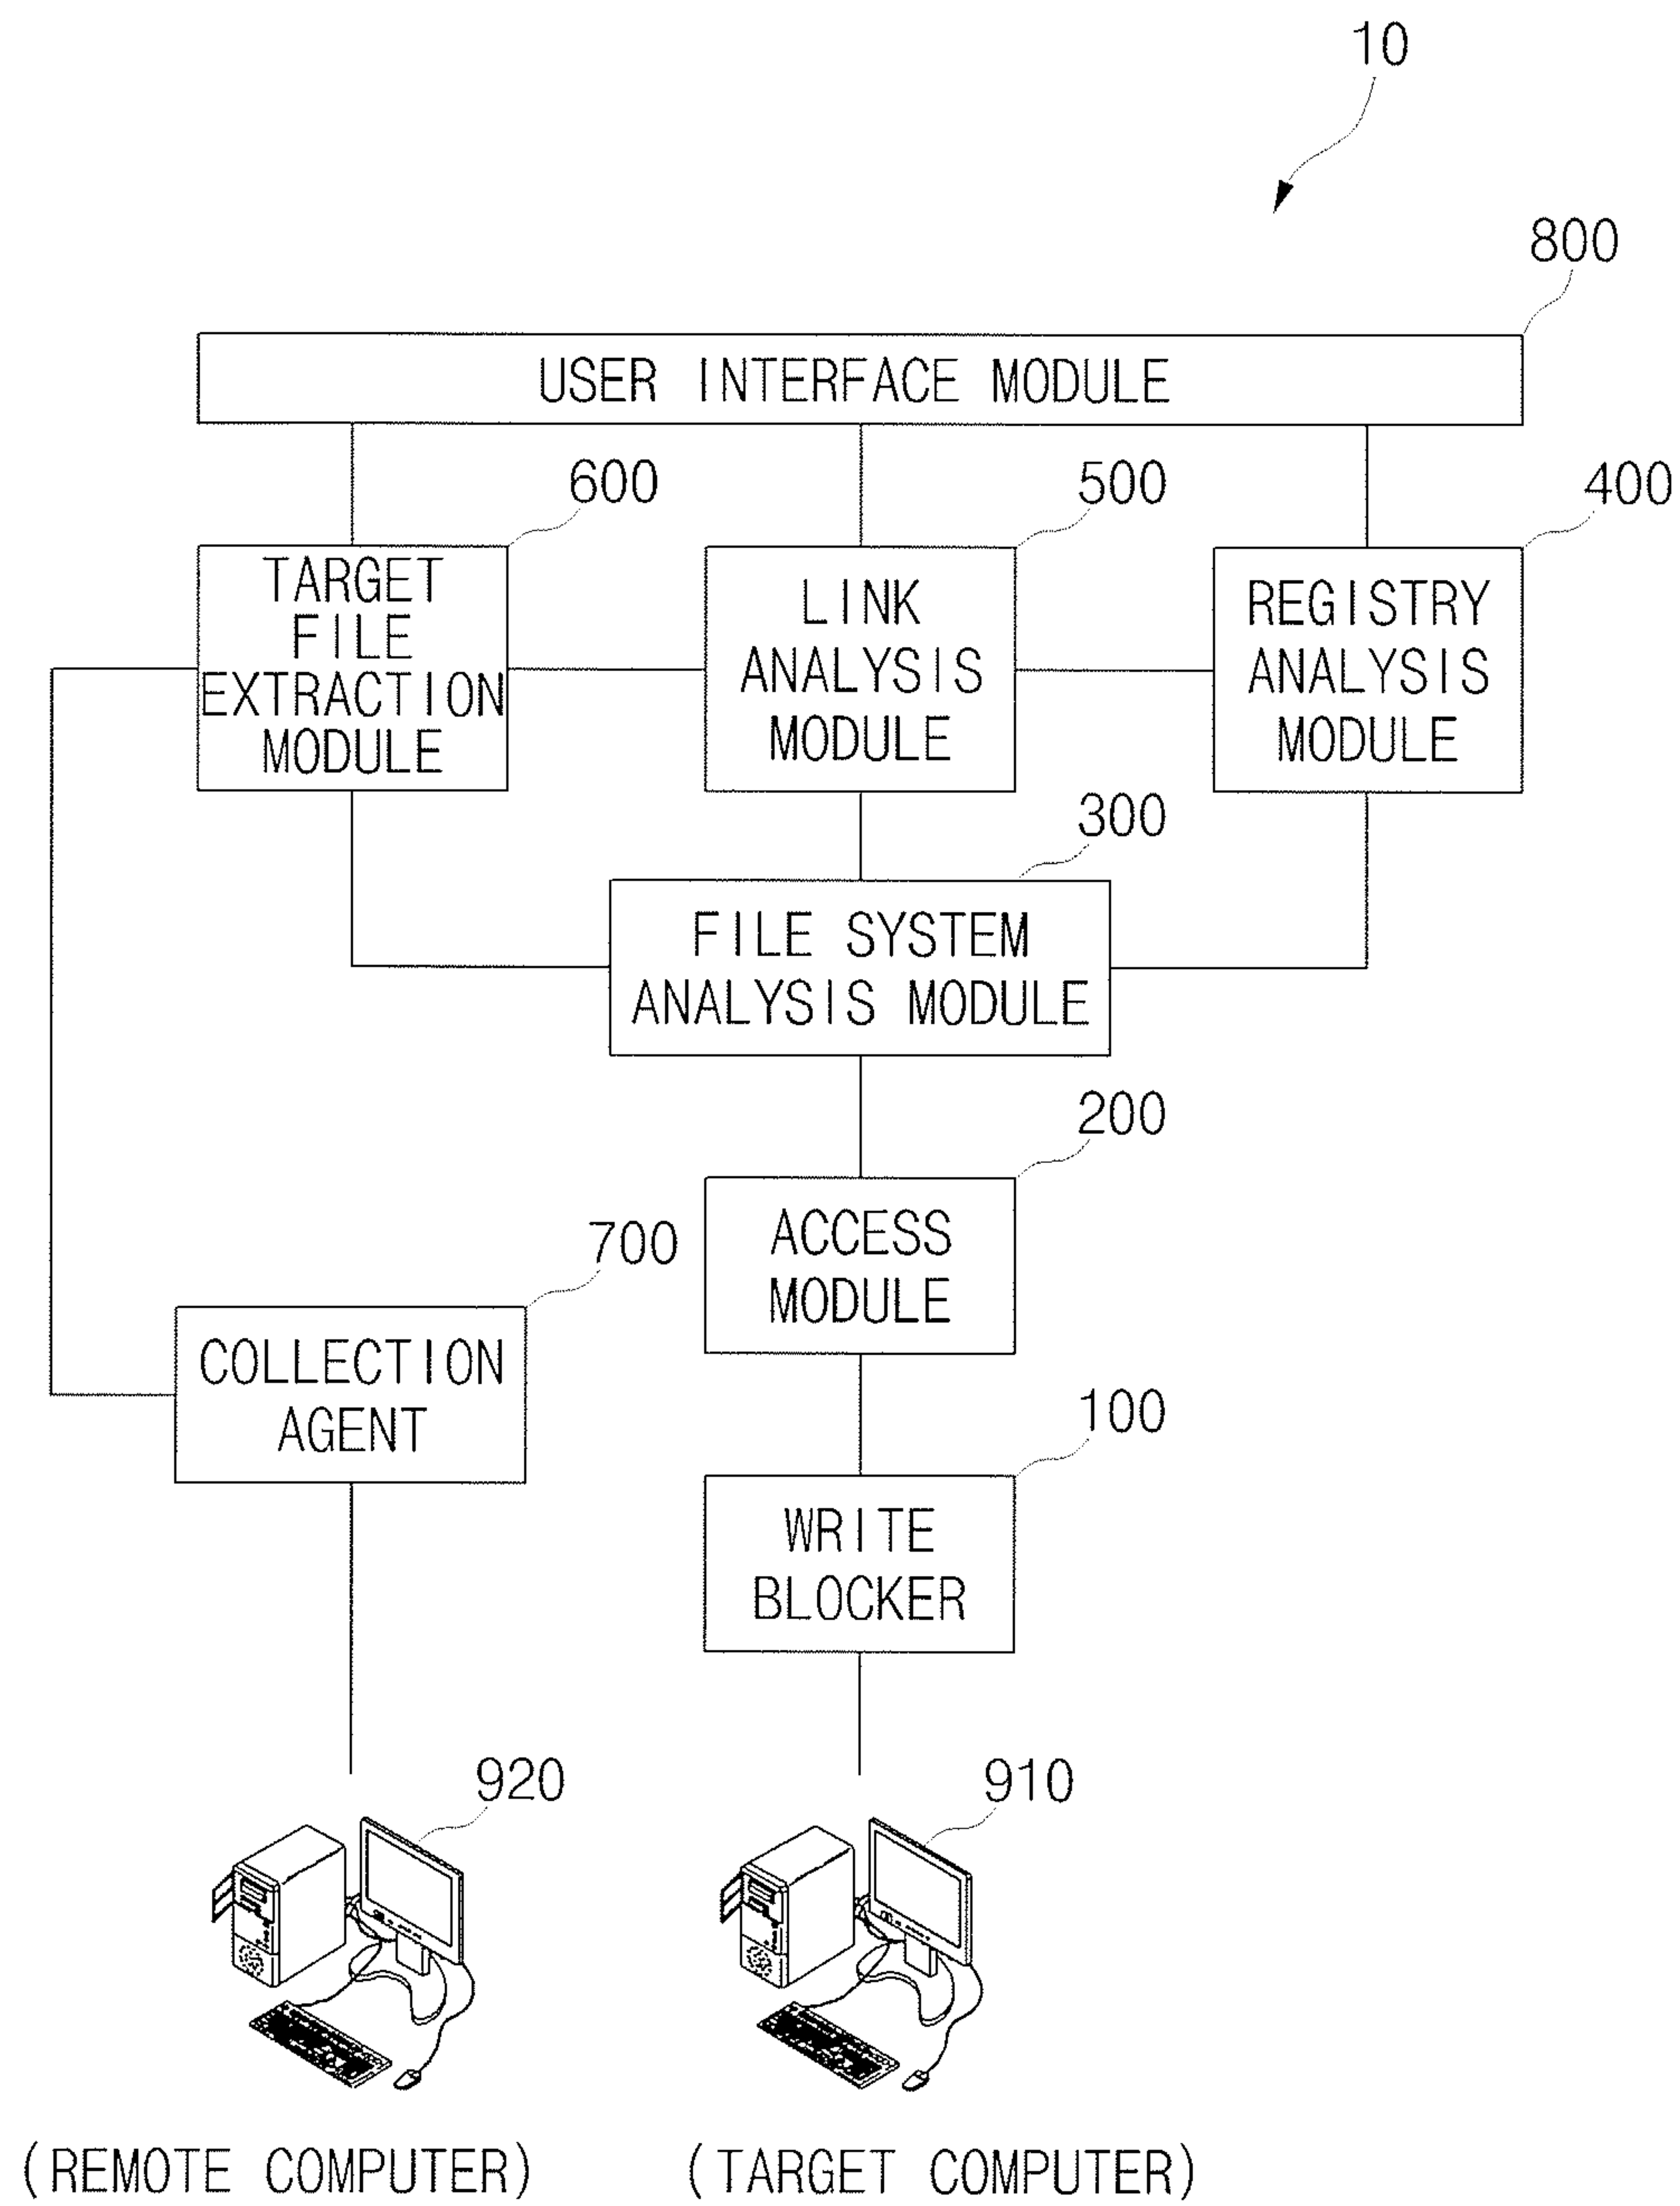 10
800
USER INTERFACE MODULE
600
500
400
TARGET
FILE
EXTRACTION
MODULE
LINK
ANALYSIS
MODULE
REGISTRY
ANALYSIS
MODULE
300
FILE SYSTEM
ANALYSIS MODULE
200
ACCESS
MODULE
700
COLLECTION
AGENT
100
WRITE
BLOCKER
920
910
(REMOTE COMPUTER)
(TARGET COMPUTER)